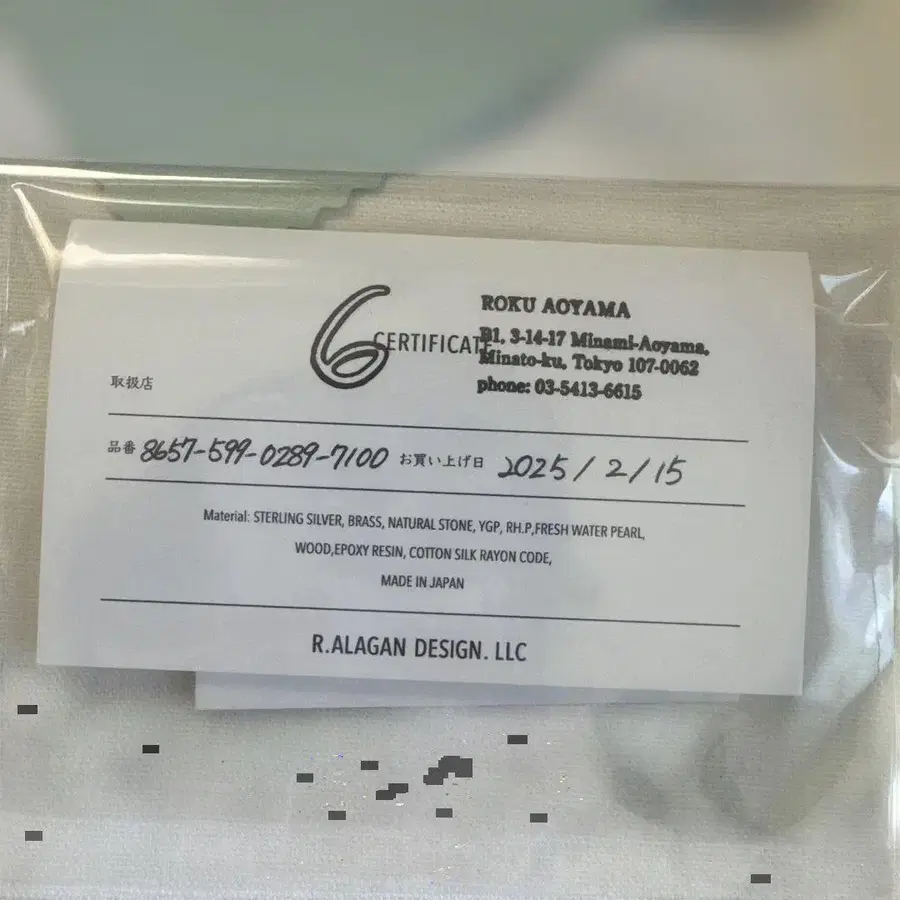 6 CERTIFICATE
ROKU AOYAMA
B1, 3-14-17 Minami-Aoyama,
Minato-ku, Tokyo 107-0062
phone: 03-5413-6615
取扱店
品番 8657-599-0289-7100 お買い上げ日 2025/2/15
Material: STERLING SILVER, BRASS, NATURAL STONE, YGP, RH.P,FRESH WATER PEARL,
WOOD,EPOXY RESIN, COTTON SILK RAYON CODE,
MADE IN JAPAN
R.ALAGAN DESIGN. LLC